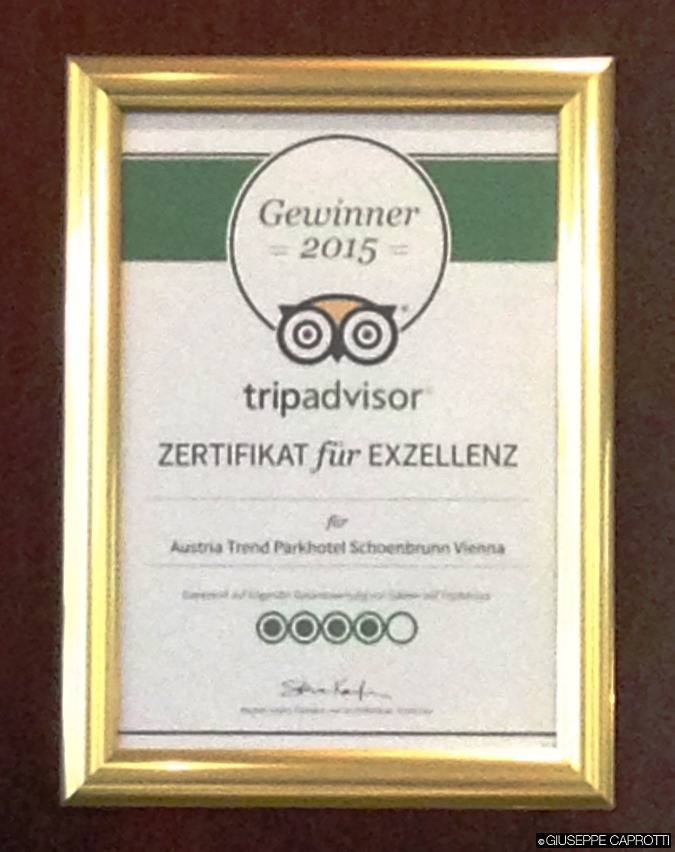 Gewinner
= 2015 =
tripadvisor
ZERTIFIKAT für EXZELLENZ
für
Austria Trend Parkhotel Schoenbrunn Vienna
©GIUSEPPE CAPROTTI